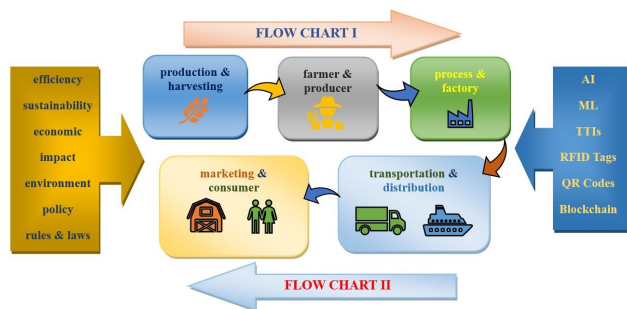 FLOW CHART I
efficiency
sustainability
economic
impact
environment
policy
rules & laws
production &
harvesting
farmer &
producer
process &
factory
marketing &
consumer
transportation &
distribution
AI
ML
TTIs
RFID Tags
QR Codes
Blockchain
FLOW CHART II